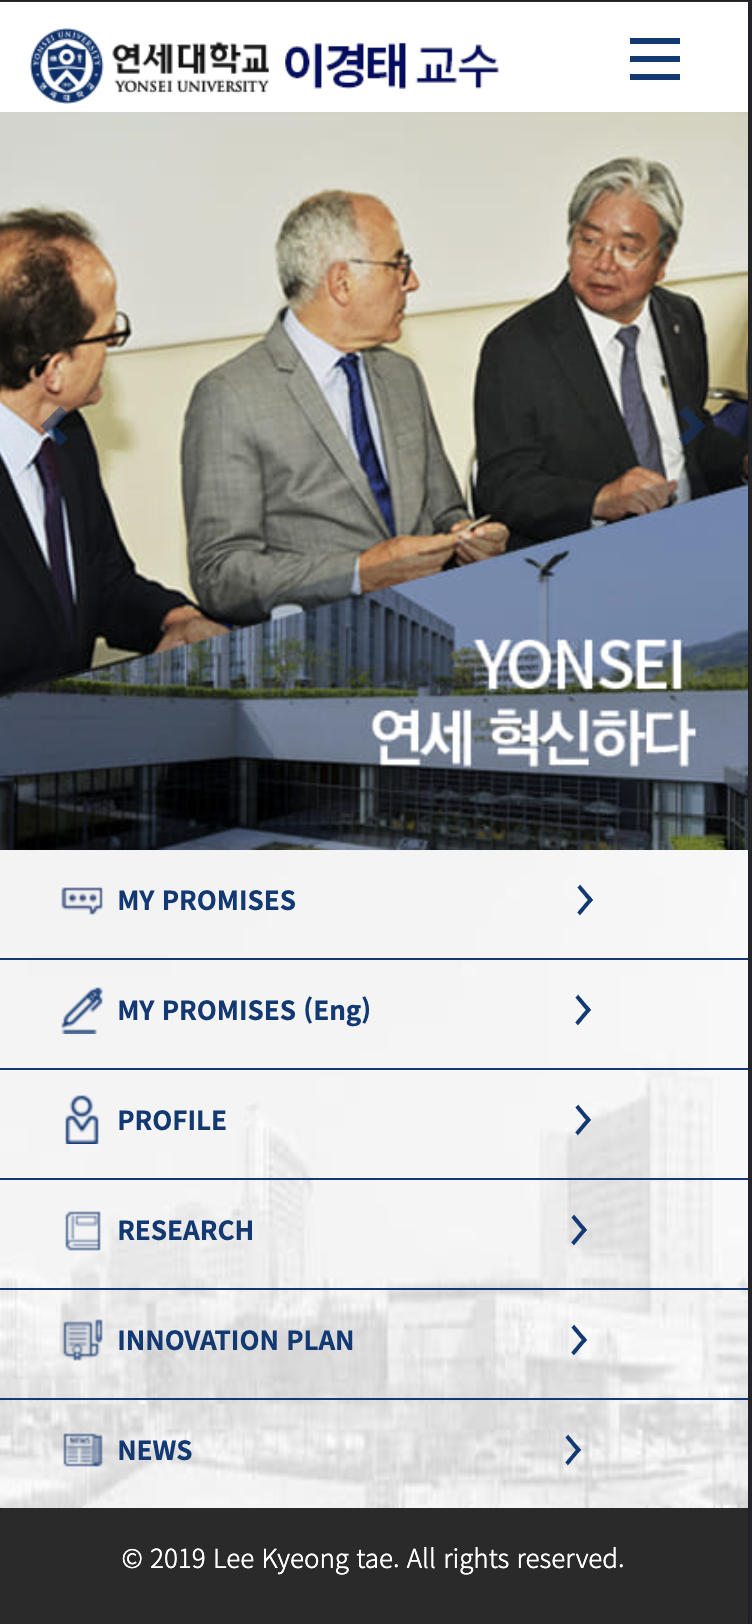 연세대학교 이경태 교수
YONSEI UNIVERSITY
YONSEI
연세 혁신하다
MY PROMISES
MY PROMISES (Eng)
PROFILE
RESEARCH
INNOVATION PLAN
NEWS
© 2019 Lee Kyeong tae. All rights reserved.